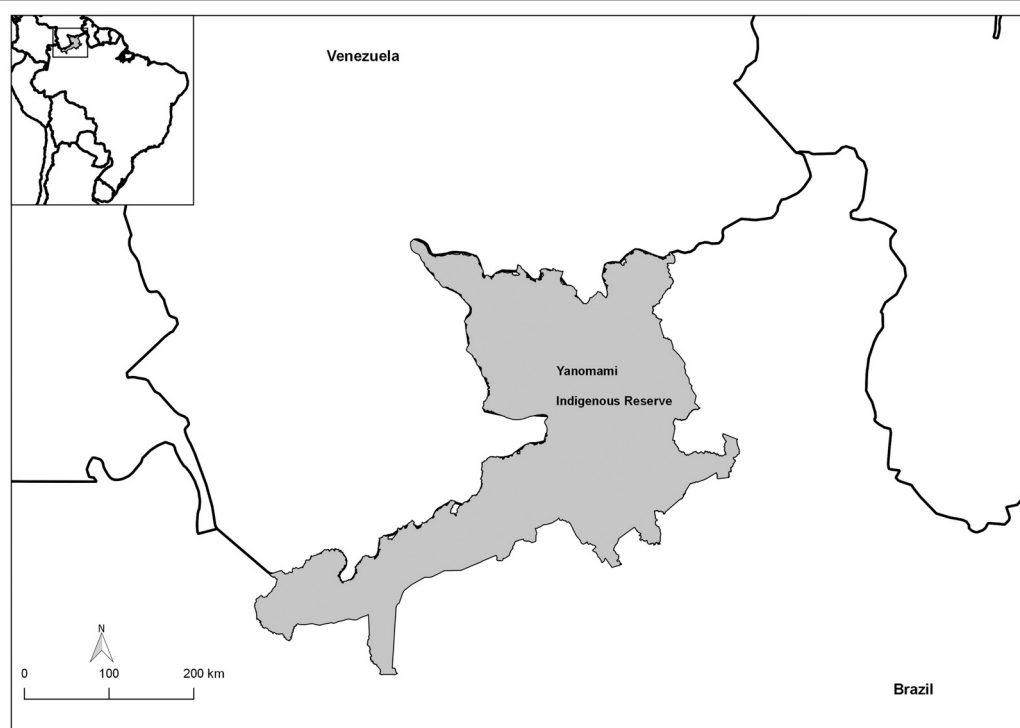 Venezuela
Yanomami
Indigenous Reserve
N
0 100 200 km
Brazil